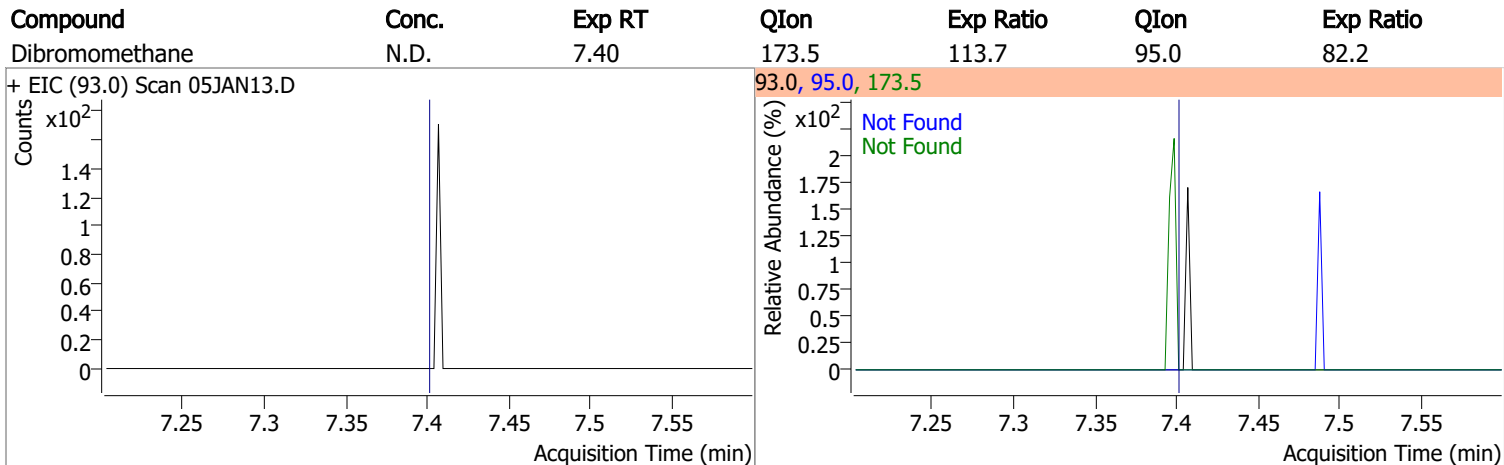 Compound Conc. Exp RT QIon Exp Ratio QIon Exp Ratio
Dibromomethane N.D. 7.40 173.5 113.7 95.0 82.2
+ EIC (93.0) Scan 05JAN13.D
Counts
x10²
1.4
1.2
1
0.8
0.6
0.4
0.2
0
7.25 7.3 7.35 7.4 7.45 7.5 7.55
Acquisition Time (min)
93.0, 95.0, 173.5
Relative Abundance (%)
x10²
Not Found
Not Found
2
1.75
1.5
1.25
1
0.75
0.5
0.25
0
7.25 7.3 7.35 7.4 7.45 7.5 7.55
Acquisition Time (min)